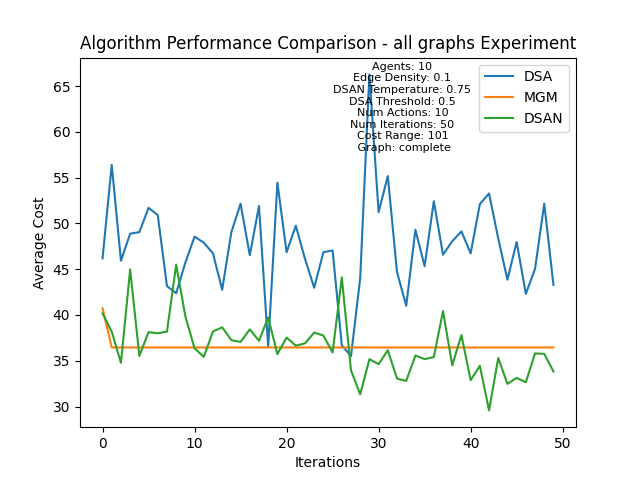 Algorithm Performance Comparison - all graphs Experiment
Agents: 10
Edge Density: 0.1
DSAN Temperature: 0.75
DSA Threshold: 0.5
Num Actions: 10
Num Iterations: 50
Cost Range: 101
Graph: complete
DSA
MGM
DSAN
Average Cost
65
60
55
50
45
40
35
30
0
10
20
30
40
50
Iterations